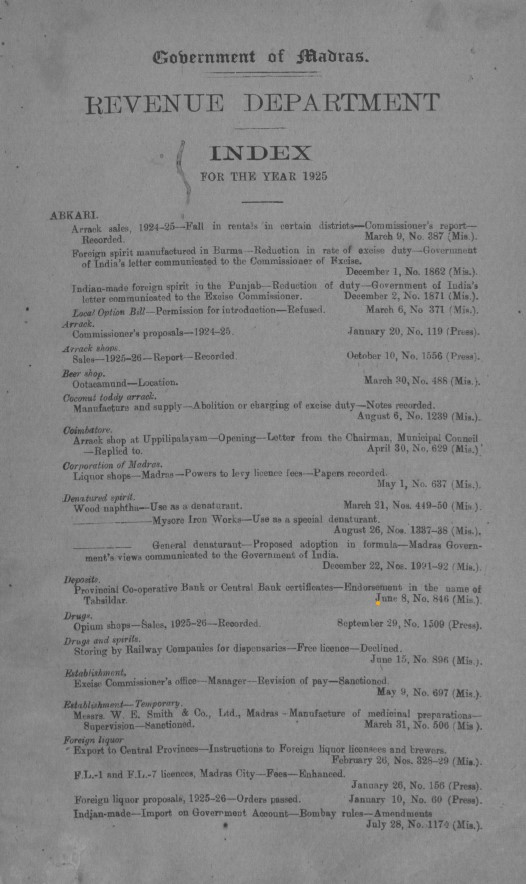 Government of Madras.
REVENUE DEPARTMENT
INDEX
FOR THE YEAR 1925
ABKARI.
Arrack sales, 1924-25—Fall in rentals in certain districts—Commissioner's report—
Recorded. March 9, No. 387 (Mis.).
Foreign spirit manufactured in Burma—Reduction in rate of excise duty—Government
of India's letter communicated to the Commissioner of Excise.
December 1, No. 1862 (Mis.).
Indian-made foreign spirit in the Punjab—Reduction of duty—Government of India's
letter communicated to the Excise Commissioner. December 2, No. 1871 (Mis.).
Local Option Bill—Permission for introduction—Refused. March 6, No 371 (Mis.).
Arrack.
Commissioner's proposals—1924-25. January 20, No. 119 (Press).
Arrack shops.
Sales—1925-26—Report—Recorded. October 10, No. 1556 (Press).
Beer shop.
Ootacamund—Location. March 30, No. 488 (Mis.).
Coconut toddy arrack.
Manufacture and supply—Abolition or charging of excise duty—Notes recorded.
August 6, No. 1239 (Mis.).
Coimbatore.
Arrack shop at Uppilipalayam—Opening—Letter from the Chairman, Municipal Council
—Replied to. April 30, No. 629 (Mis.)
Corporation of Madras.
Liquor shops—Madras—Powers to levy licence fees—Papers recorded.
May 1, No. 637 (Mis.).
Denatured spirit.
Wood naphtha—Use as a denaturant. March 21, Nos. 449-50 (Mis.).
————Mysore Iron Works—Use as a special denaturant.
August 26, Nos. 1337-38 (Mis.).
———— General denaturant—Proposed adoption in formula—Madras Govern-
ment's views communicated to the Government of India.
December 22, Nos. 1991-92 (Mis.).
Deposits.
Provincial Co-operative Bank or Central Bank certificates—Endorsement in the name of
Tahsildar. June 8, No. 846 (Mis.).
Drugs.
Opium shops—Sales, 1925-26—Recorded. September 29, No. 1509 (Press).
Drugs and spirits.
Storing by Railway Companies for dispensaries—Free licence—Declined.
June 15, No. 896 (Mis.).
Establishment.
Excise Commissioner's office—Manager—Revision of pay—Sanctioned.
May 9, No. 697 (Mis.).
Establishment—Temporary.
Messrs. W. E. Smith & Co., Ltd., Madras—Manufacture of medicinal preparations—
Supervision—Sanctioned. March 31, No. 506 (Mis).
Foreign liquor
Export to Central Provinces—Instructions to Foreign liquor licensees and brewers.
February 26, Nos. 328-29 (Mis.).
F.L.-1 and F.L.-7 licences, Madras City—Fees—Enhanced.
January 26, No. 156 (Press).
Foreign liquor proposals, 1925-26—Orders passed. January 10, No. 60 (Press).
Indian-made—Import on Government Account—Bombay rules—Amendments
July 28, No. (Mis.).